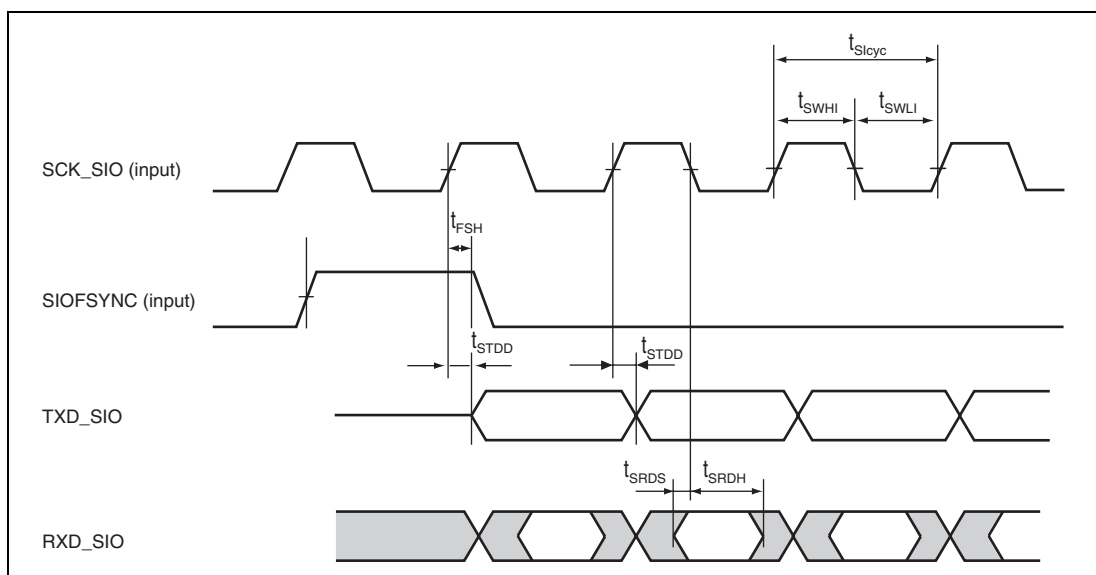 tSIcyc
tSWHI
tSWLI
SCK_SIO (input)
tFSH
SIOFSYNC (input)
tSTDD
tSTDD
TXD_SIO
tSRDS
tSRDH
RXD_SIO